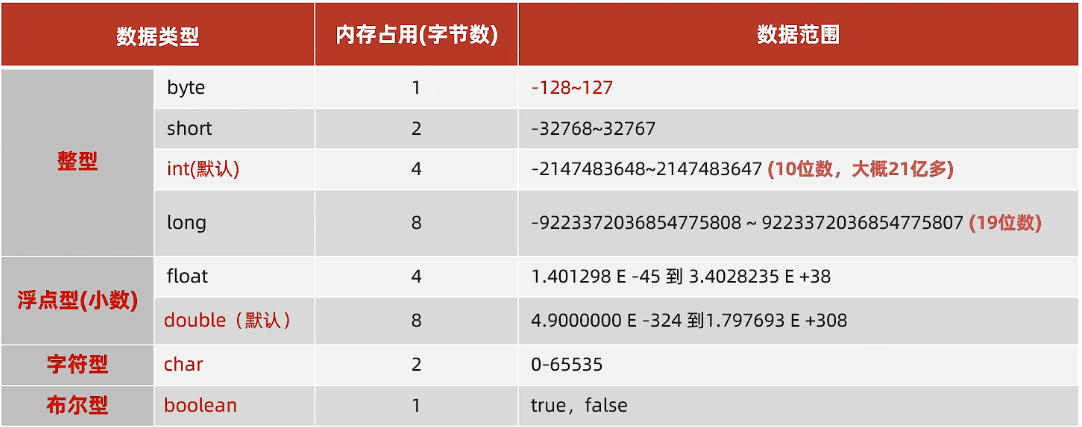 数据类型 内存占用(字节数) 数据范围
整型 byte 1 -128~127
short 2 -32768~32767
int(默认) 4 -2147483648~2147483647 (10位数，大概21亿多)
long 8 -9223372036854775808 ~ 9223372036854775807 (19位数)
浮点型(小数) float 4 1.401298 E -45 到 3.4028235 E +38
double（默认） 8 4.9000000 E -324 到1.797693 E +308
字符型 char 2 0-65535
布尔型 boolean 1 true，false